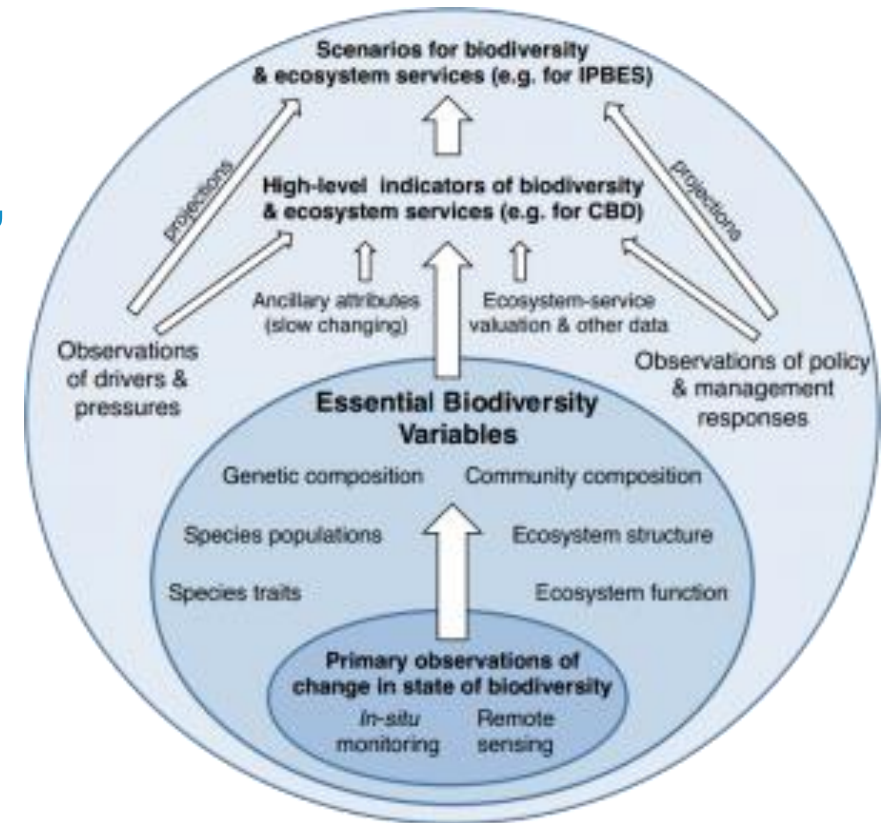 Scenarios for biodiversity
& ecosystem services (e.g. for IPBES)
projections
projections
High-level indicators of biodiversity
& ecosystem services (e.g. for CBD)
Ancillary attributes
(slow changing)
Ecosystem-service
valuation & other data
Observations
of drivers &
pressures
Observations of policy
& management
responses
Essential Biodiversity
Variables
Genetic composition
Community composition
Species populations
Ecosystem structure
Species traits
Ecosystem function
Primary observations of
change in state of biodiversity
In-situ
monitoring
Remote
sensing